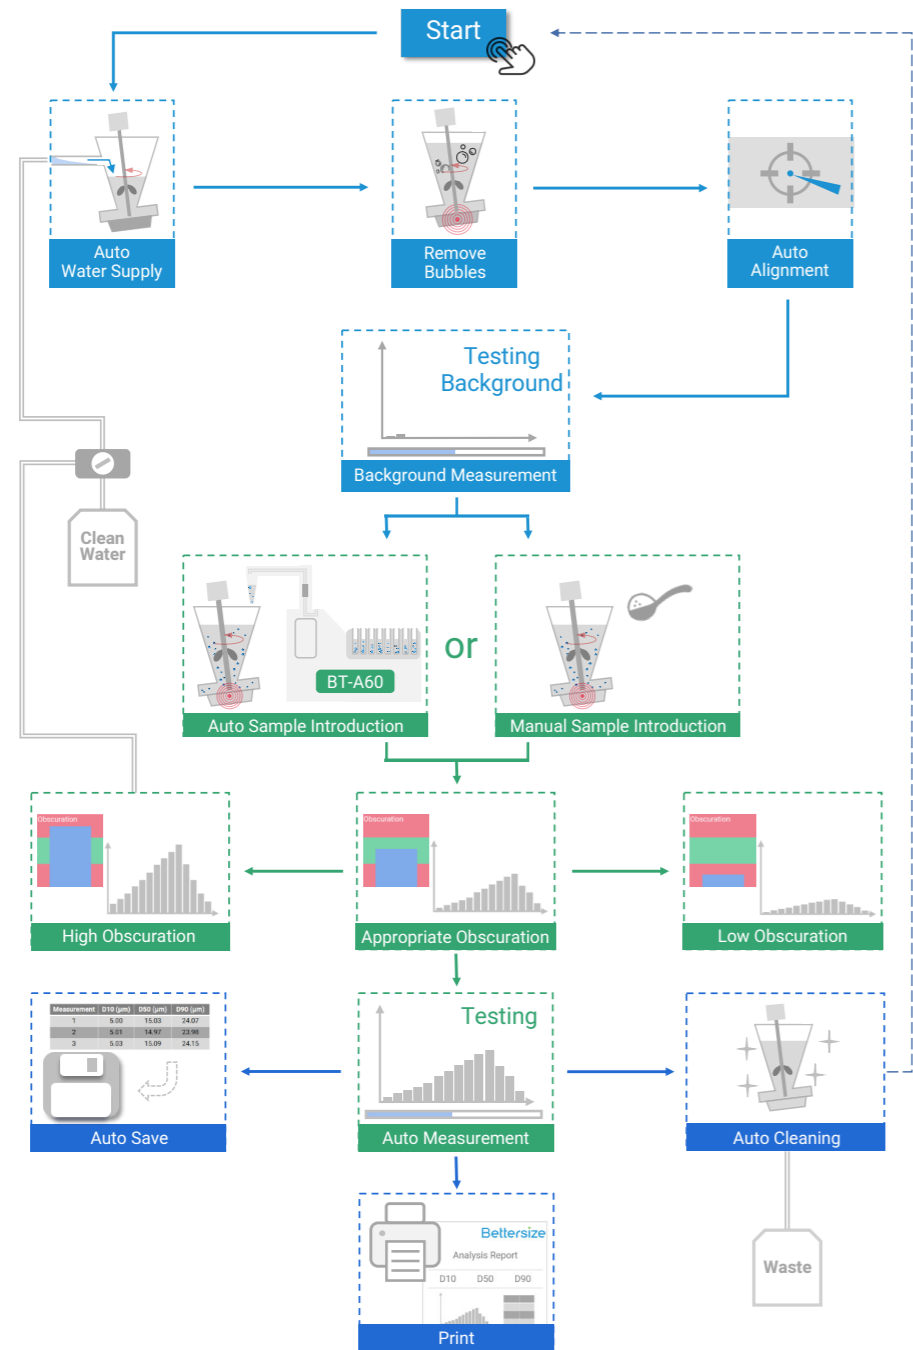 Start
Auto
Water Supply
Remove
Bubbles
Auto
Alignment
Testing
Background
Background Measurement
Clean
Water
BT-A60
or
Auto Sample Introduction
Manual Sample Introduction
Obscuration
High Obscuration
Obscuration
Appropriate Obscuration
Obscuration
Low Obscuration
Measurement D10 (μm) D50 (μm) D90 (μm)
1 5.00 15.03 24.07
2 5.01 14.97 23.98
3 5.03 15.09 24.15
Auto Save
Testing
Auto Measurement
Auto Cleaning
Bettersize
Analysis Report
D10 D50 D90
Print
Waste